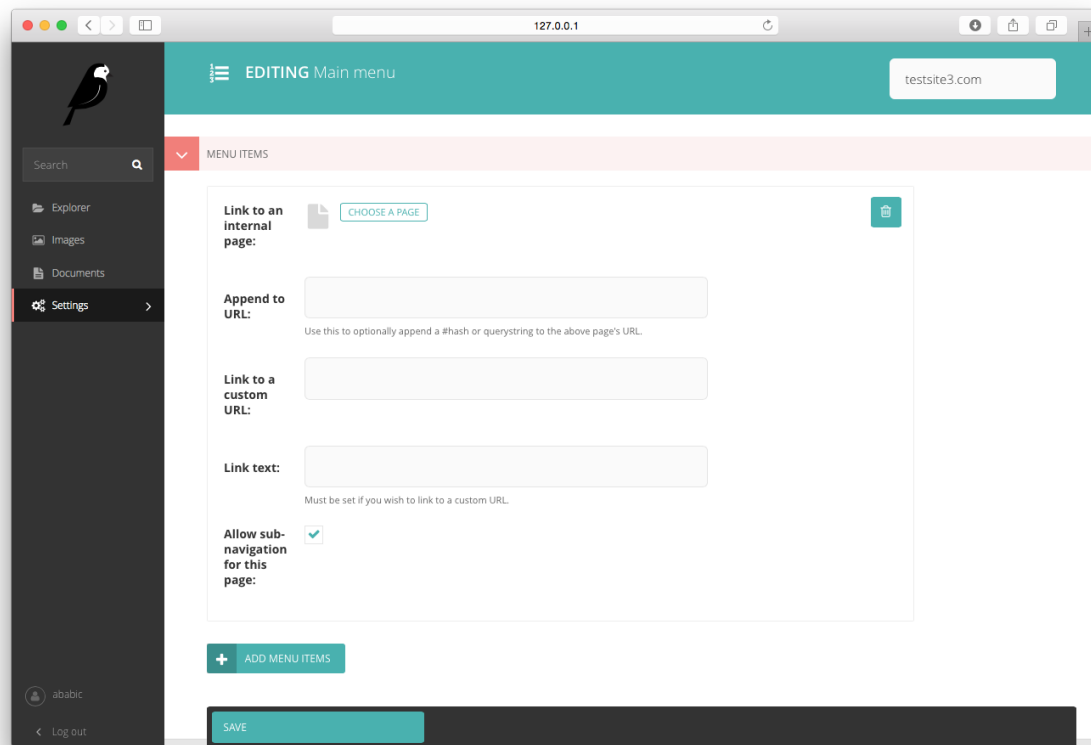 127.0.0.1
EDITING Main menu
testsite3.com
Search
Explorer
Images
Documents
Settings
MENU ITEMS
Link to an
internal
page:
CHOOSE A PAGE
Append to
URL:
Use this to optionally append a #hash or querystring to the above page's URL.
Link to a
custom
URL:
Link text:
Must be set if you wish to link to a custom URL.
Allow sub-
navigation
for this
page:
ADD MENU ITEMS
SAVE
ababic
Log out